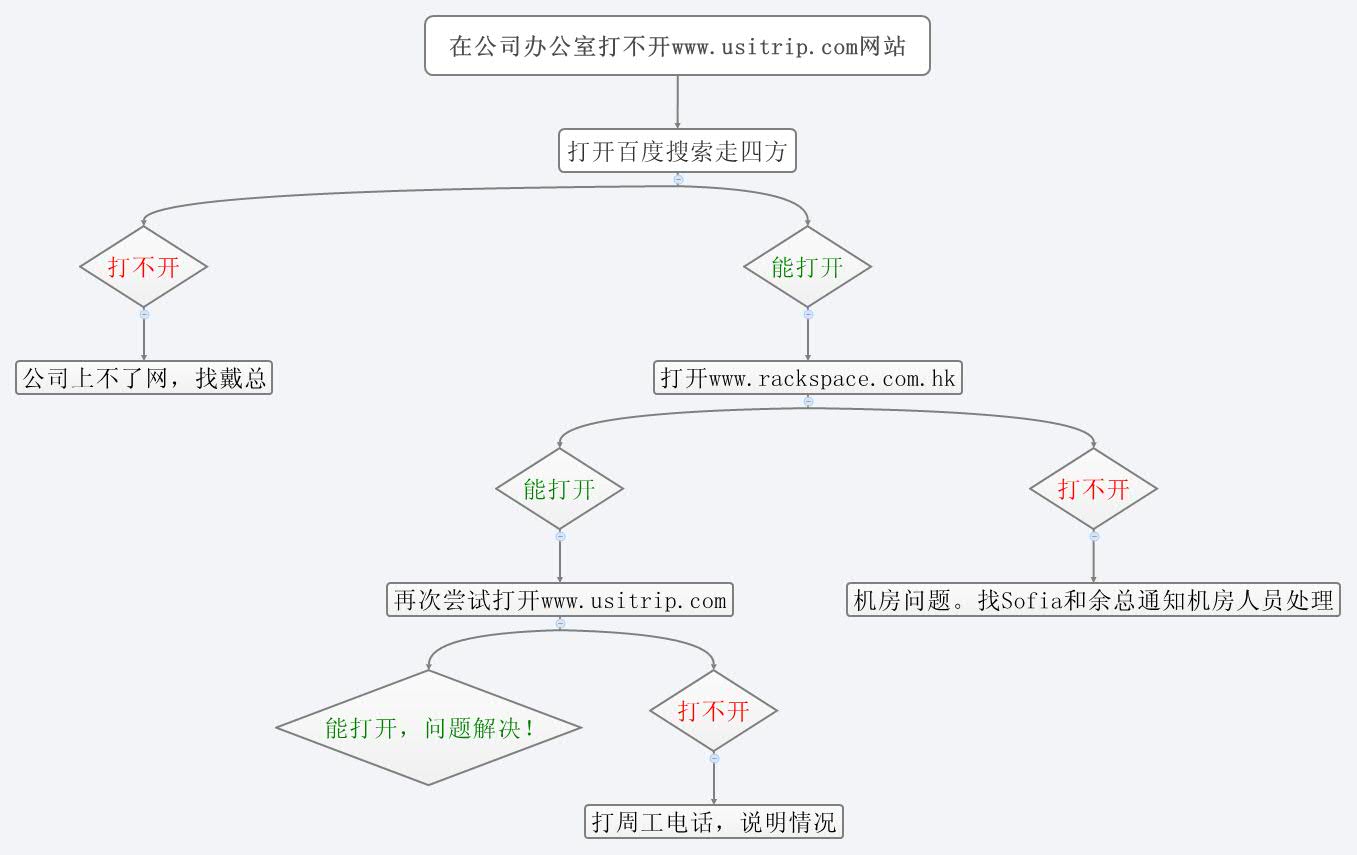 在公司办公室打不开www.usitrip.com网站
打开百度搜索走四方
打不开
能打开
公司上不了网，找戴总
打开www.rackspace.com.hk
能打开
打不开
再次尝试打开www.usitrip.com
机房问题。找Sofia和余总通知机房人员处理
能打开，问题解决！
打不开
打周工电话，说明情况